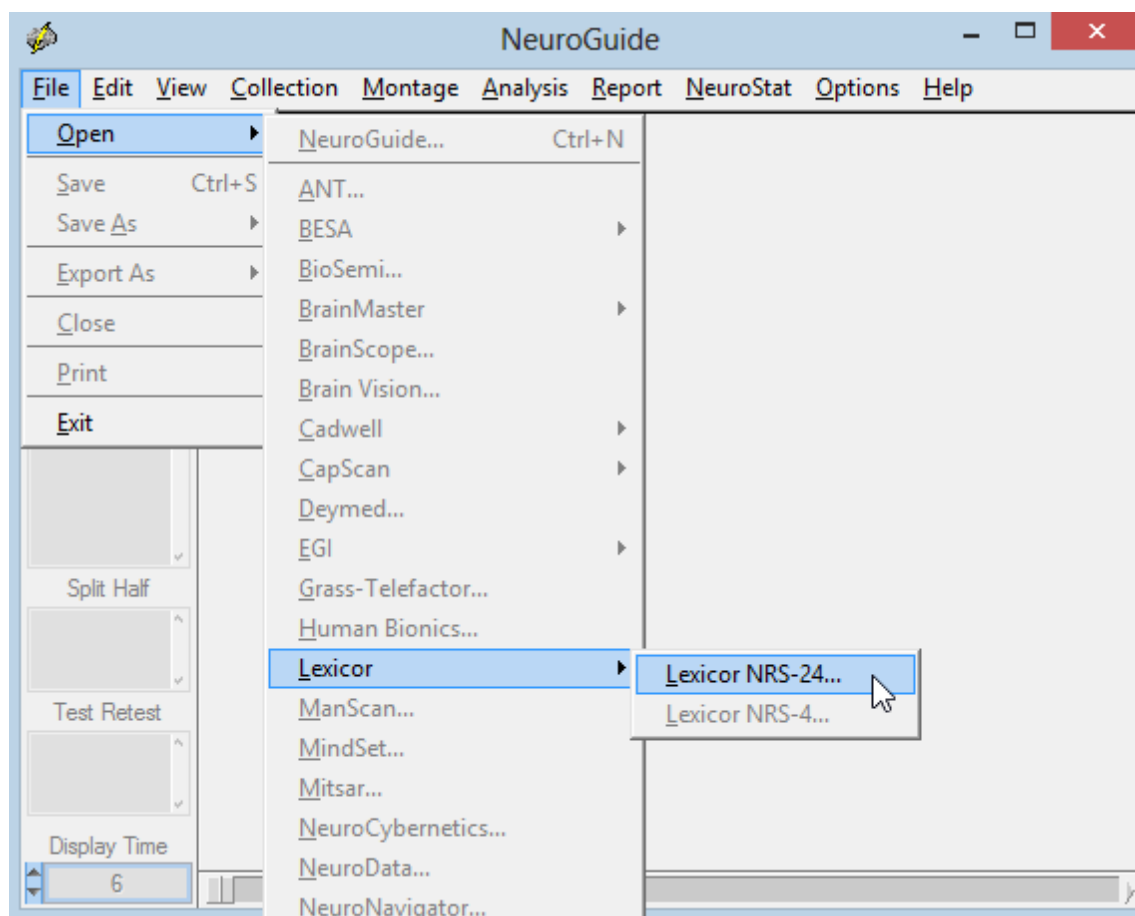 NeuroGuide
File Edit View Collection Montage Analysis Report NeuroStat Options Help
Open
Save Ctrl+S
Save As
Export As
Close
Print
Exit
NeuroGuide... Ctrl+N
ANT...
BESA
BioSemi...
BrainMaster
BrainScope...
Brain Vision...
Cadwell
CapScan
Deymed...
EGI
Grass-Telefactor...
Human Bionics...
Lexicor
ManScan...
MindSet...
Mitsar...
NeuroCybernetics...
NeuroData...
NeuroNavigator...
Lexicor NRS-24...
Lexicor NRS-4...
Split Half
Test Retest
Display Time
6